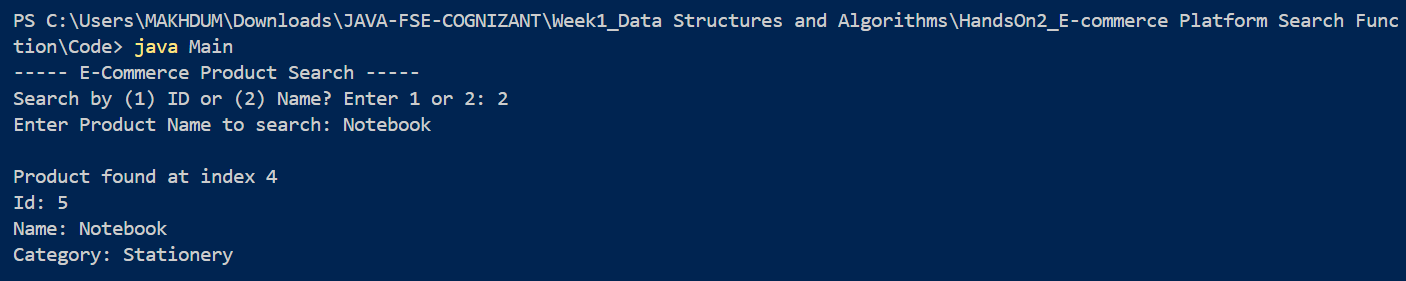 PS C:\Users\MAKHDUM\Downloads\JAVA-FSE-COGNIZANT\Week1_Data Structures and Algorithms\HandsOn2_E-commerce Platform Search Func
tion\Code> java Main
----- E-Commerce Product Search -----
Search by (1) ID or (2) Name? Enter 1 or 2: 2
Enter Product Name to search: Notebook

Product found at index 4
Id: 5
Name: Notebook
Category: Stationery